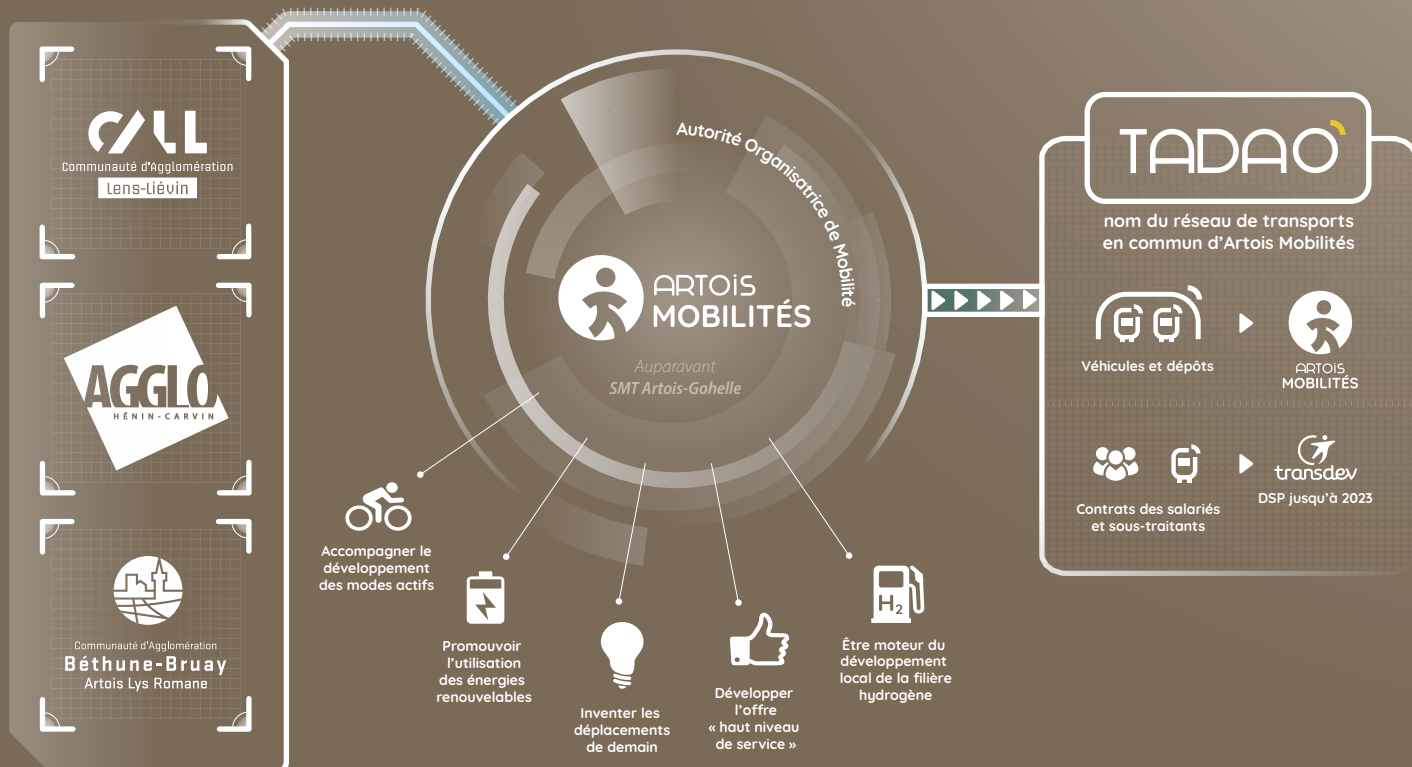 CALL
Communauté d'Agglomération
Lens-Liévin
AGGLO
HÉNIN-CARVIN
Communauté d'Agglomération
Béthune-Bruay
Artois Lys Romane
Autorité Organisatrice de Mobilité
ARTOiS
MOBILITÉS
Auparavant
SMT Artois-Gohelle
Accompagner le
développement
des modes actifs
Promouvoir
l'utilisation
des énergies
renouvelables
Inventer les
déplacements
de demain
Développer
l'offre
« haut niveau
de service »
H2
Être moteur du
développement
local de la filière
hydrogène
TADAO
nom du réseau de transports
en commun d'Artois Mobilités
Véhicules et dépôts
ARTOiS
MOBILITÉS
Contrats des salariés
et sous-traitants
transdev
DSP jusqu'à 2023